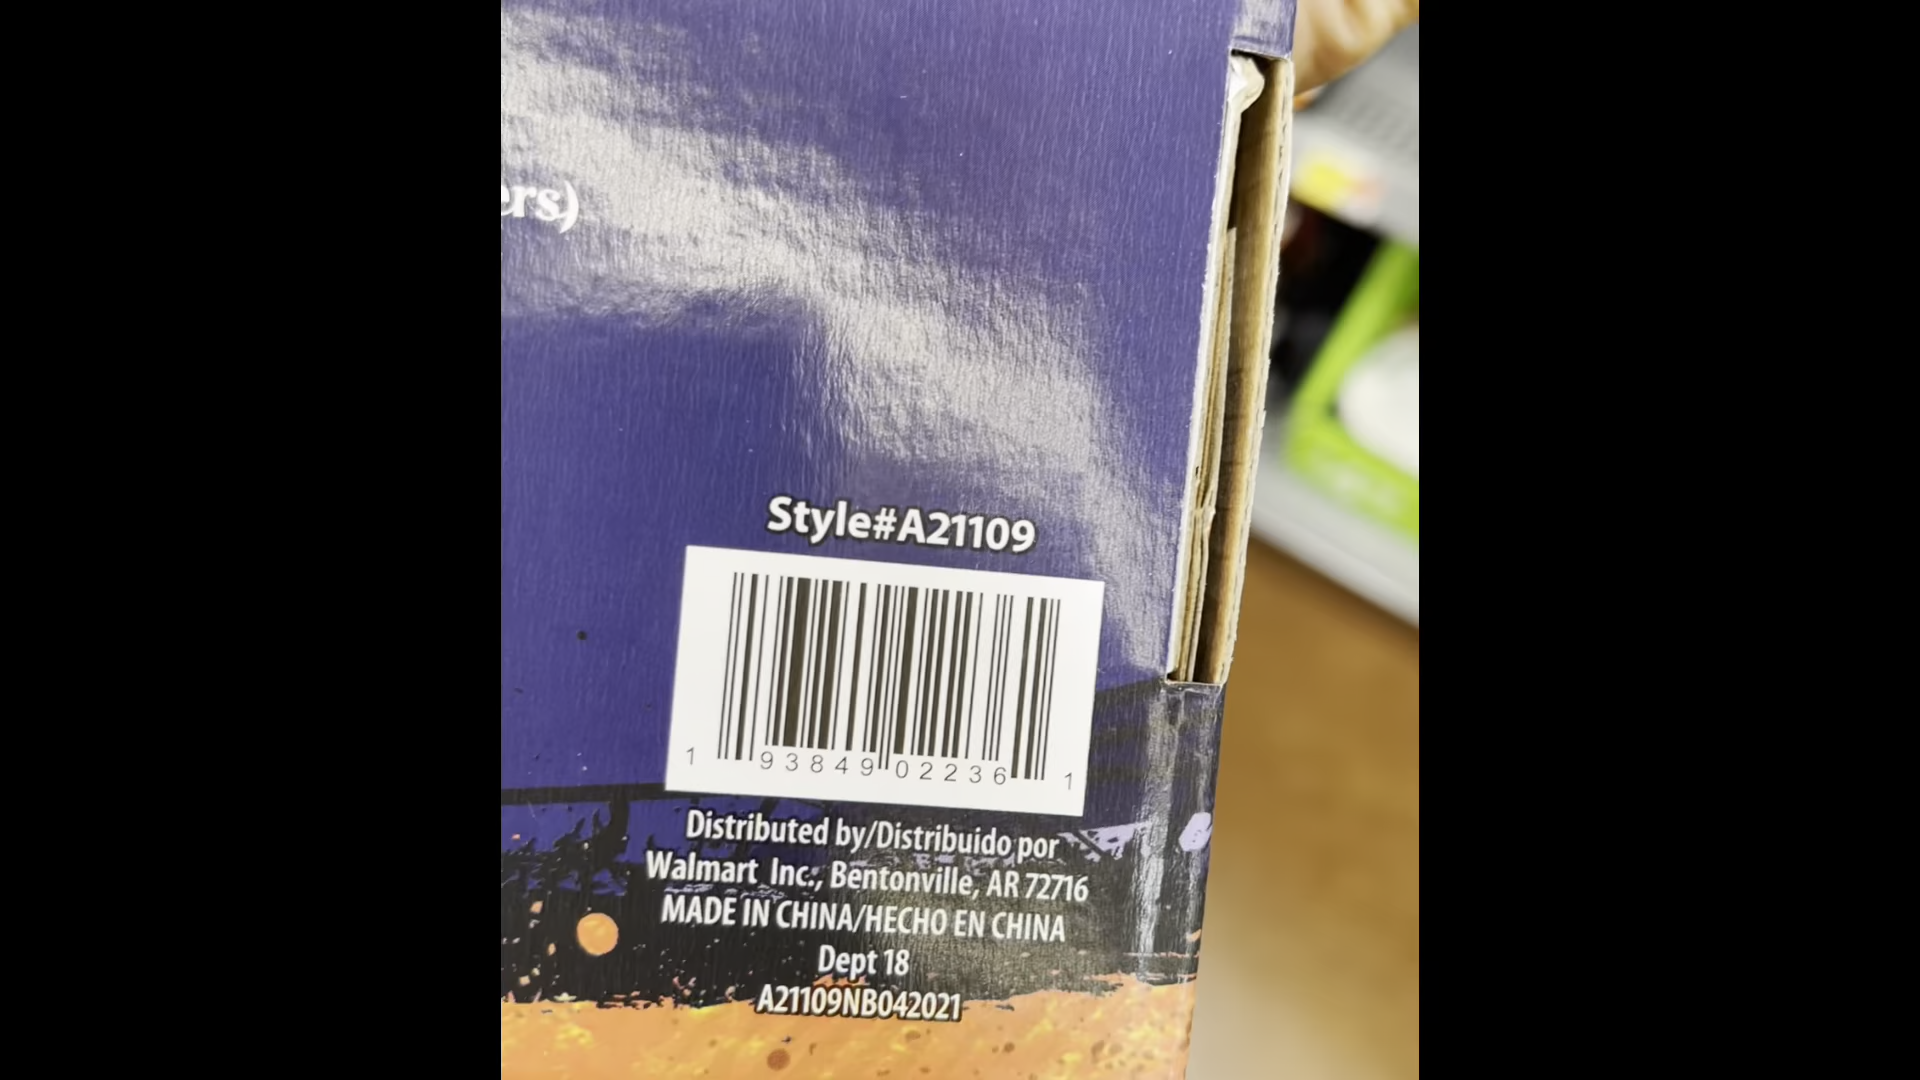 ers)
Style#A21109
1 93849 02236 1
Distributed by/Distribuido por
Walmart Inc., Bentonville, AR 72716
MADE IN CHINA/HECHO EN CHINA
Dept 18
A21109NB042021